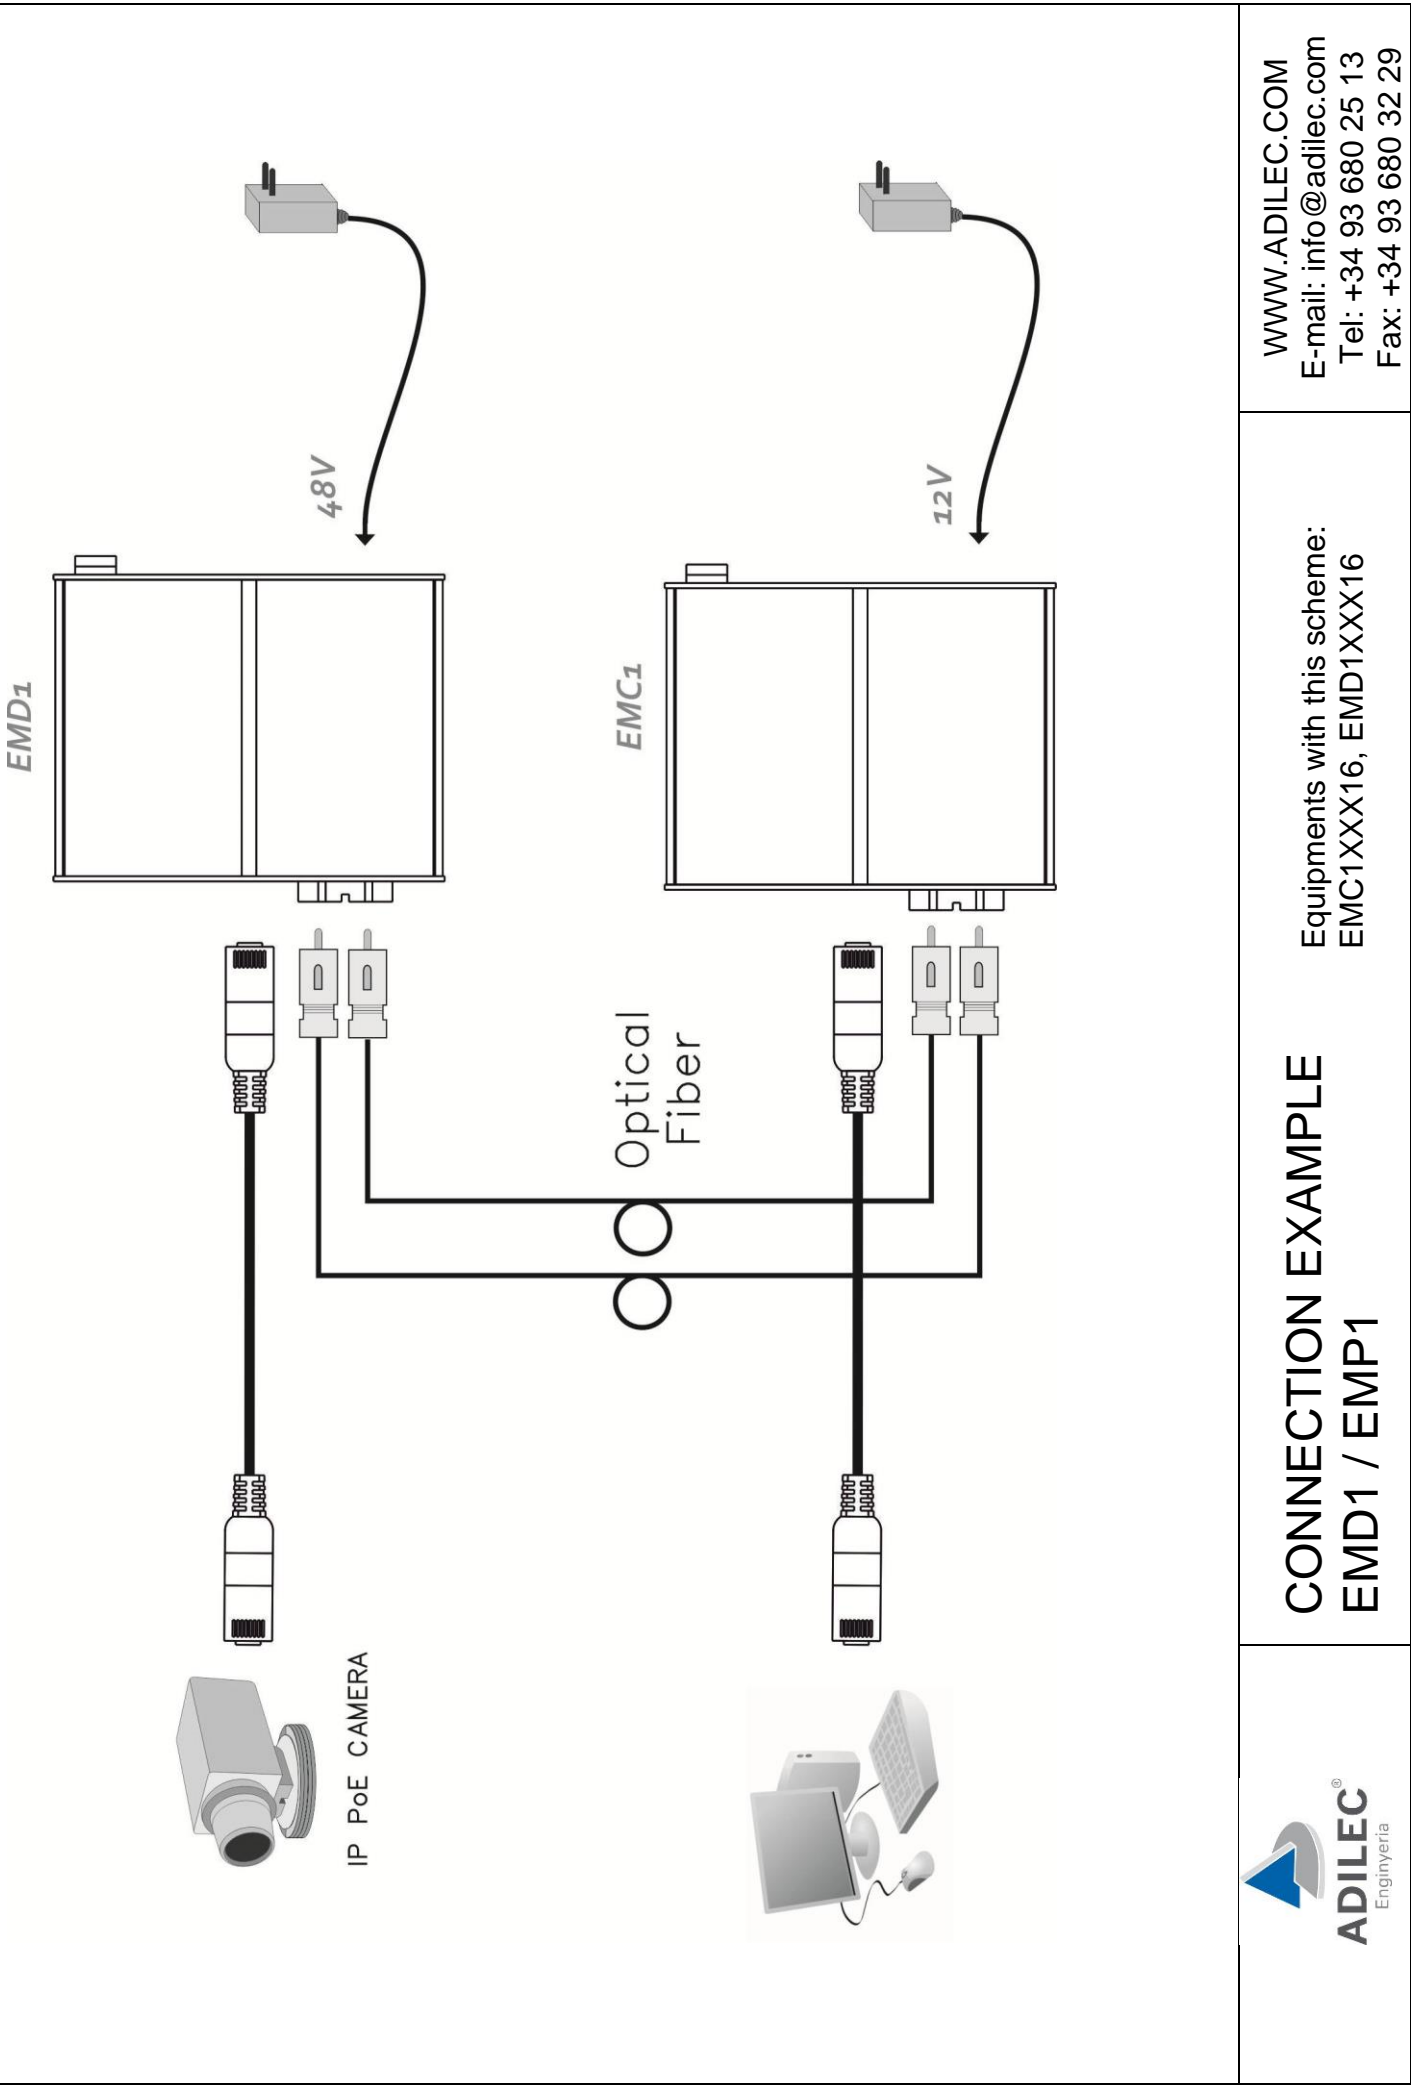 EMD1
48V
IP PoE CAMERA
Optical
Fiber
EMC1
12V
ADILEC®
Enginyeria
CONNECTION EXAMPLE
EMD1 / EMP1
Equipments with this scheme:
EMC1XXX16, EMD1XXX16
WWW.ADILEC.COM
E-mail: info@adilec.com
Tel: +34 93 680 25 13
Fax: +34 93 680 32 29